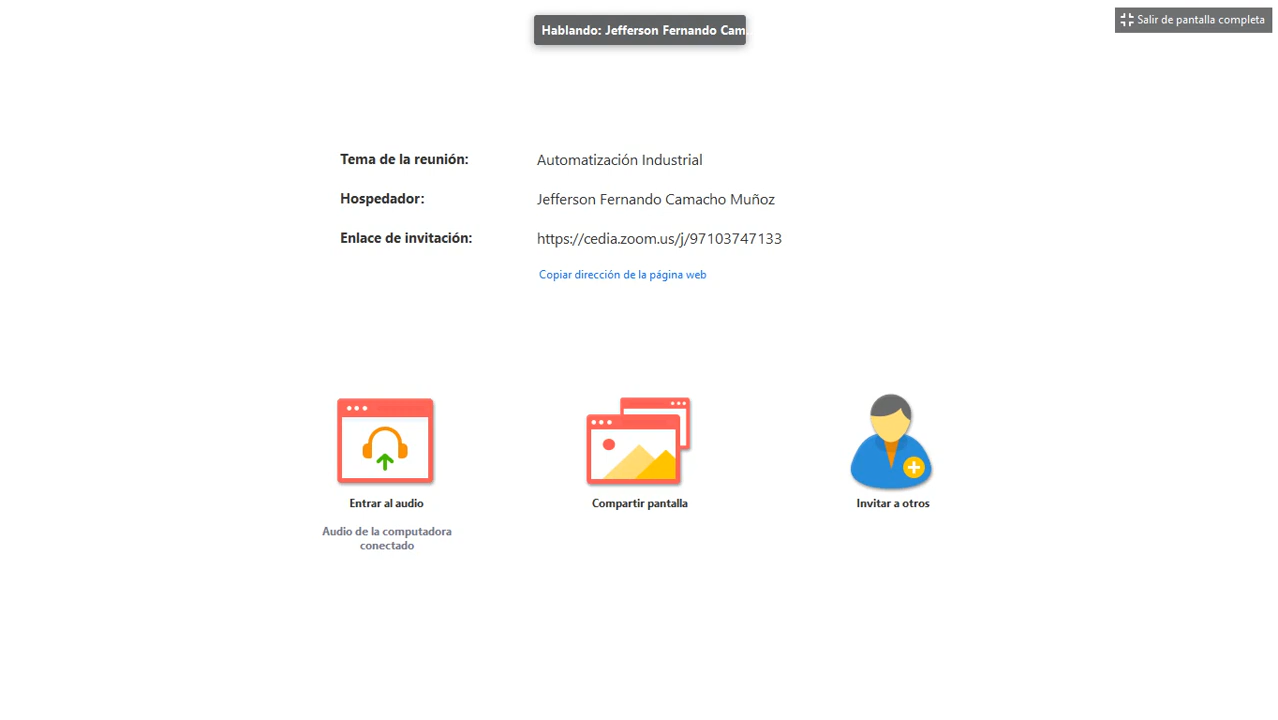 Hablando: Jefferson Fernando Cam
Salir de pantalla completa
Tema de la reunión: Automatización Industrial
Hospedador: Jefferson Fernando Camacho Muñoz
Enlace de invitación: https://cedia.zoom.us/j/97103747133
Copiar dirección de la página web
Entrar al audio
Compartir pantalla
Invitar a otros
Audio de la computadora
conectado